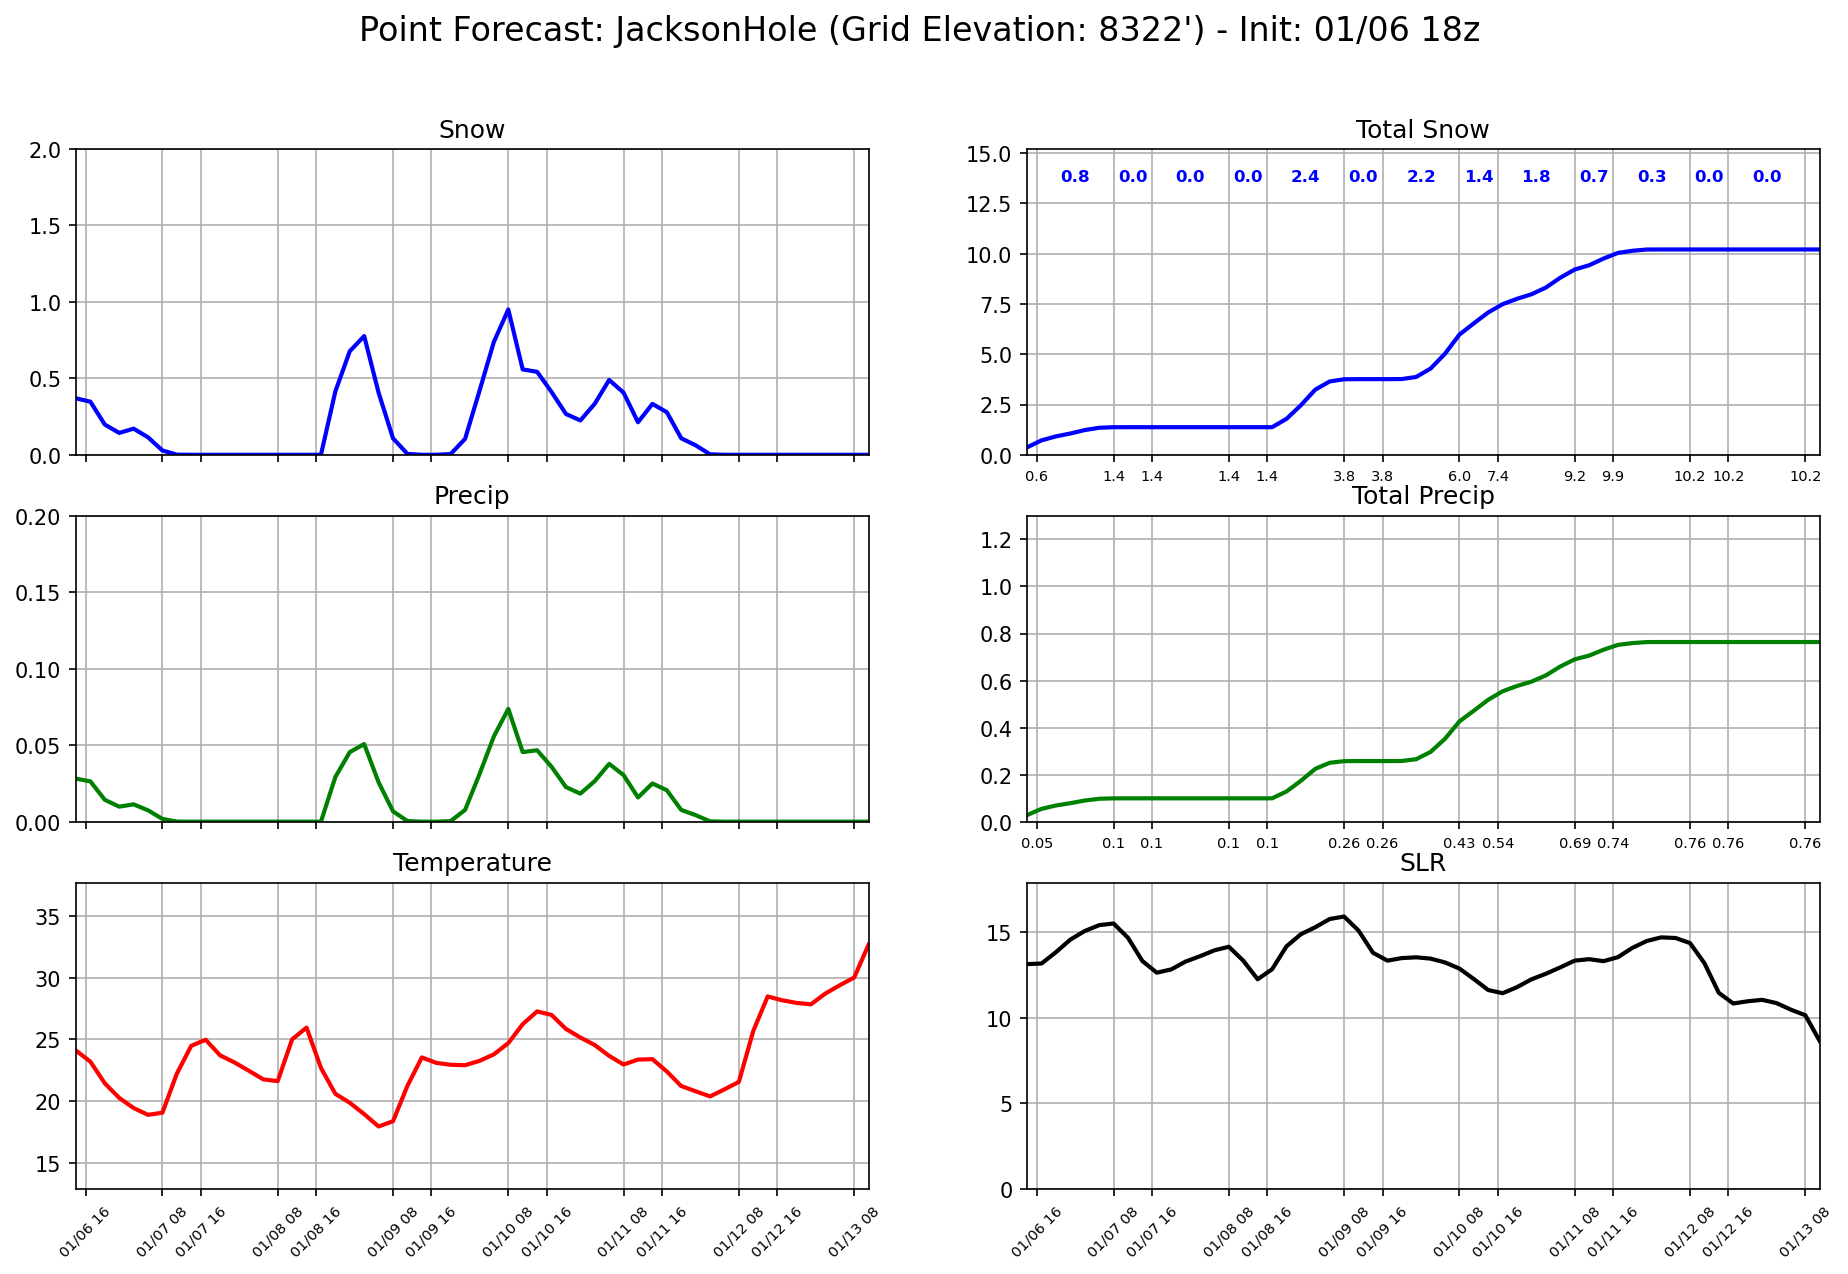 Point Forecast: JacksonHole (Grid Elevation: 8322') - Init: 01/06 18z
Snow
2.0
1.5
1.0
0.5
0.0
Total Snow
15.0
12.5
10.0
7.5
5.0
2.5
0.0
0.8 0.0 0.0 0.0 2.4 0.0 2.2 1.4 1.8 0.7 0.3 0.0 0.0
0.6 1.4 1.4 1.4 1.4 3.8 3.8 6.0 7.4 9.2 9.9 10.2 10.2 10.2
Precip
0.20
0.15
0.10
0.05
0.00
Total Precip
1.2
1.0
0.8
0.6
0.4
0.2
0.0
0.05 0.1 0.1 0.1 0.1 0.26 0.26 0.43 0.54 0.69 0.74 0.76 0.76 0.76
Temperature
35
30
25
20
15
01/06 16 01/07 08 01/07 16 01/08 08 01/08 16 01/09 08 01/09 16 01/10 08 01/10 16 01/11 08 01/11 16 01/12 08 01/12 16 01/13 08
SLR
15
10
5
0
01/06 16 01/07 08 01/07 16 01/08 08 01/08 16 01/09 08 01/09 16 01/10 08 01/10 16 01/11 08 01/11 16 01/12 08 01/12 16 01/13 08